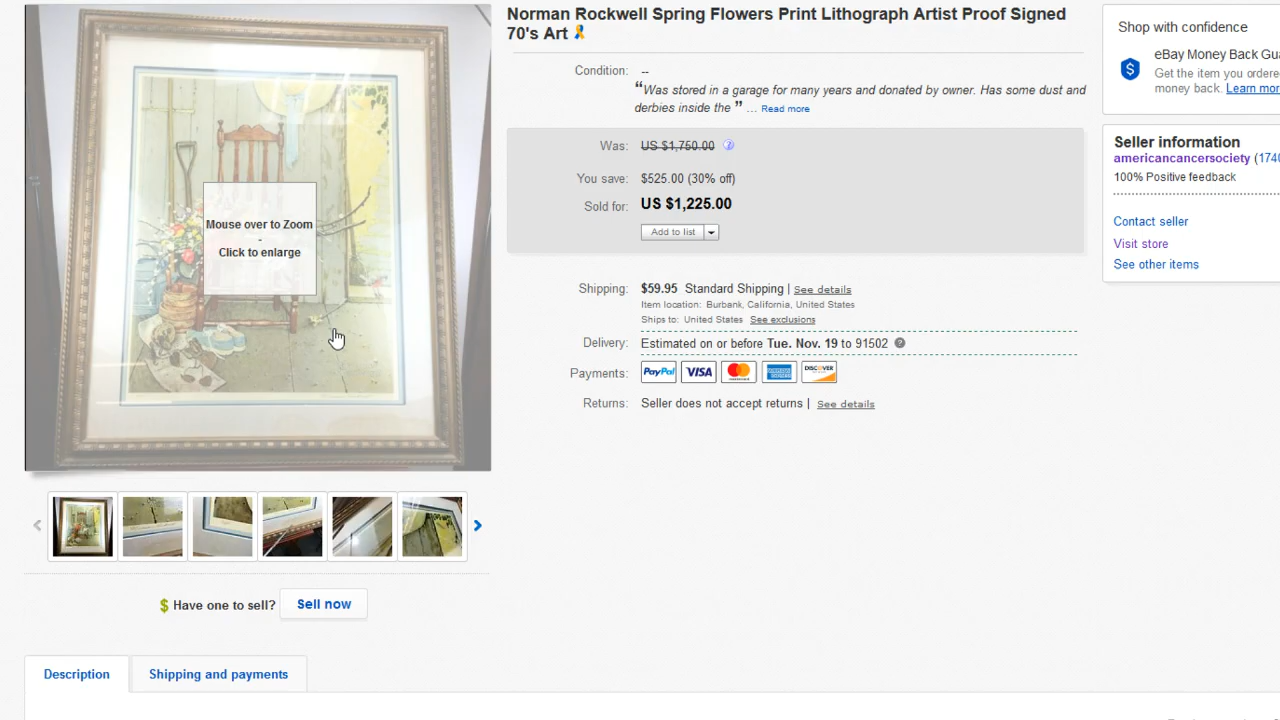 Norman Rockwell Spring Flowers Print Lithograph Artist Proof Signed
70's Art
Condition: --
“Was stored in a garage for many years and donated by owner. Has some dust and
derbies inside the ” ... Read more
Was: US $1,750.00
You save: $525.00 (30% off)
Sold for: US $1,225.00
Add to list
Shipping: $59.95 Standard Shipping | See details
Item location: Burbank, California, United States
Ships to: United States See exclusions
Delivery: Estimated on or before Tue. Nov. 19 to 91502
Payments: PayPal VISA MasterCard AMERICAN EXPRESS DISCOVER
Returns: Seller does not accept returns | See details
Mouse over to Zoom
-
Click to enlarge
$ Have one to sell? Sell now
Description Shipping and payments
Shop with confidence
$ eBay Money Back Gua
Get the item you ordere
money back. Learn mor
Seller information
americancancersociety (1740
100% Positive feedback
Contact seller
Visit store
See other items